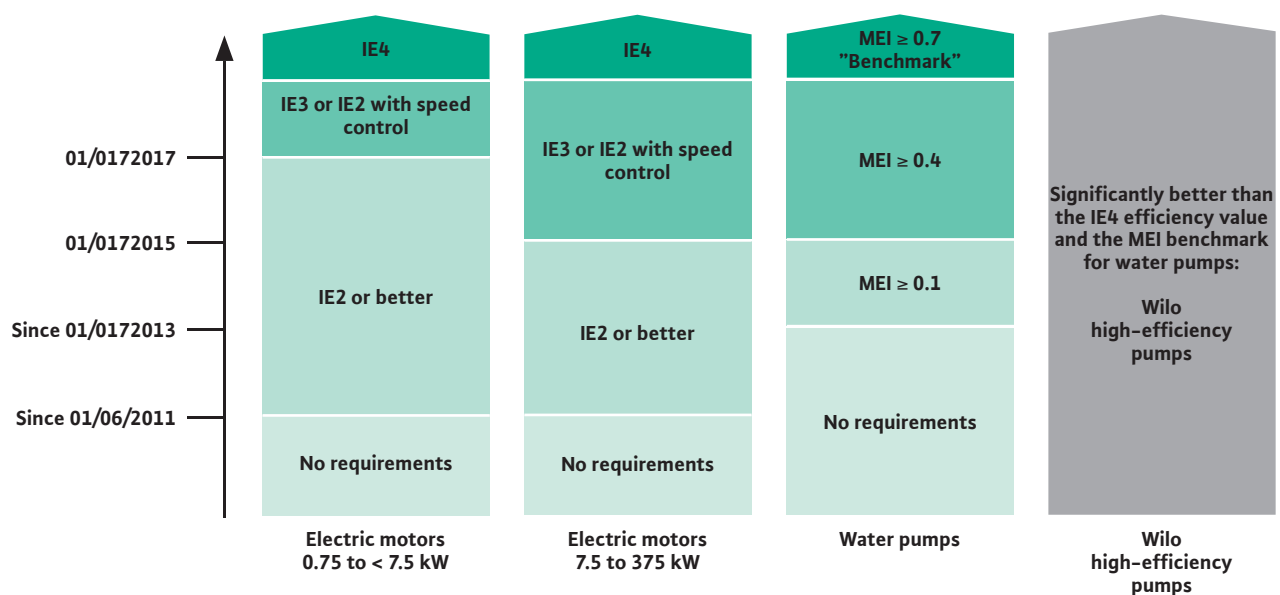 IE4
IE3 or IE2 with speed
control
IE2 or better
No requirements
Electric motors
0.75 to < 7.5 kW
IE4
IE3 or IE2 with speed
control
IE2 or better
No requirements
Electric motors
7.5 to 375 kW
MEI ≥ 0.7
"Benchmark"
MEI ≥ 0.4
MEI ≥ 0.1
No requirements
Water pumps
Significantly better than
the IE4 efficiency value
and the MEI benchmark
for water pumps:
Wilo
high-efficiency
pumps
Wilo
high-efficiency
pumps
01/0172017
01/0172015
Since 01/0172013
Since 01/06/2011